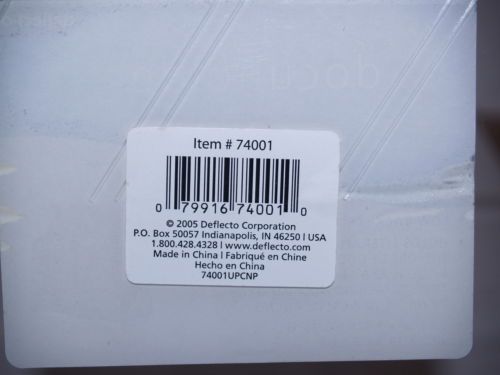 Item # 74001
0 79916 74001 0
© 2005 Deflecto Corporation
P.O. Box 50057 Indianapolis, IN 46250 | USA
1.800.428.4328 | www.deflecto.com
Made in China | Fabriqué en Chine
Hecho en China
74001UPCNP